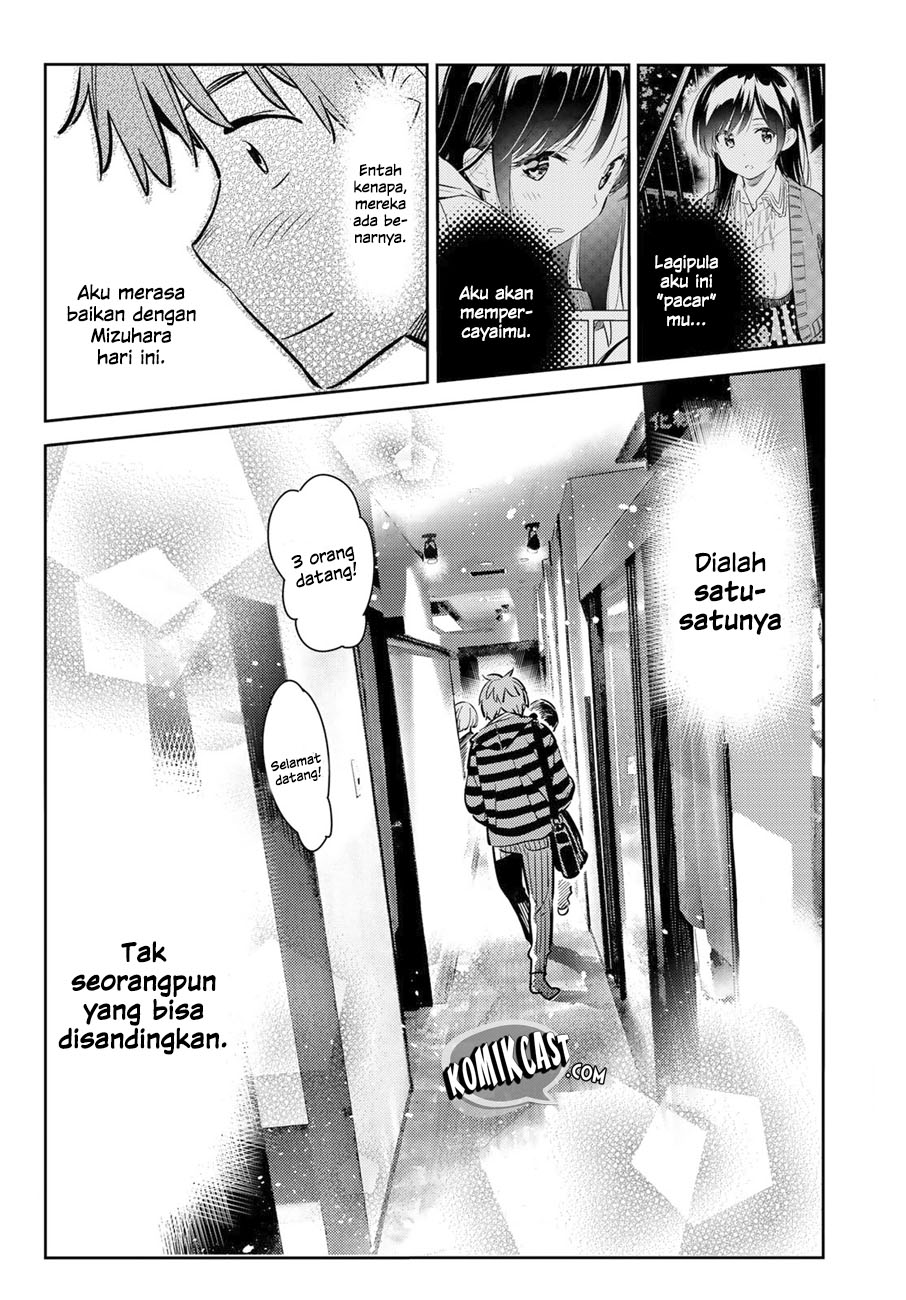 Lagipula
aku ini
"pacar"
mu...
Aku akan
memper-
cayaimu.
Entah
kenapa,
mereka
ada be-
narnya.
Aku merasa
baikan dengan
Mizuhara
hari ini.
Dialah
satu-
satunya
3 orang
datang!
Selamat
datang!
Tak
seorangpun
yang bisa
disandingkan.
KOMIKCAST
.COM